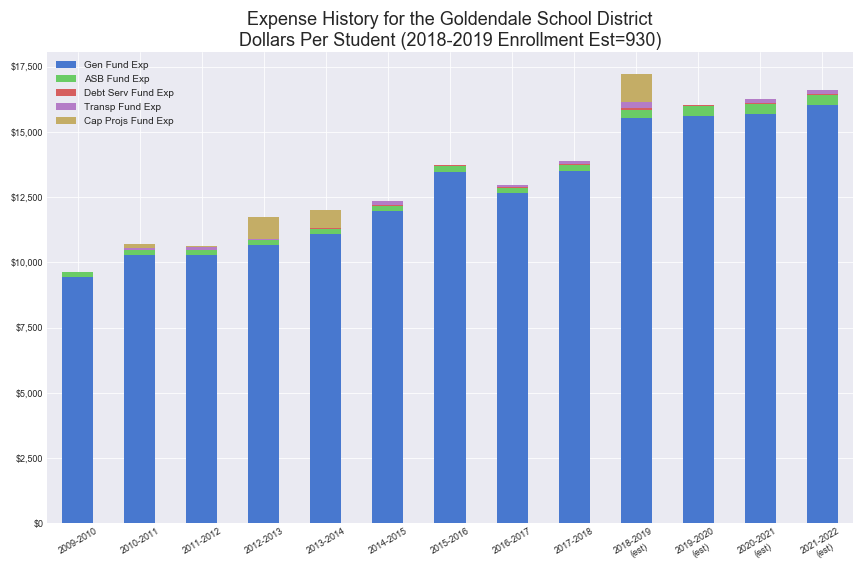 Expense History for the Goldendale School District
Dollars Per Student (2018-2019 Enrollment Est=930)
Gen Fund Exp
ASB Fund Exp
Debt Serv Fund Exp
Transp Fund Exp
Cap Projs Fund Exp
$17,500
$15,000
$12,500
$10,000
$7,500
$5,000
$2,500
$0
2009-2010
2010-2011
2011-2012
2012-2013
2013-2014
2014-2015
2015-2016
2016-2017
2017-2018
2018-2019
(est)
2019-2020
(est)
2020-2021
(est)
2021-2022
(est)